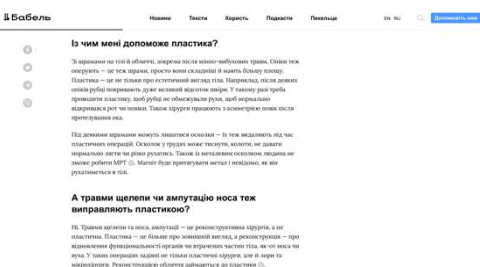 Бабель
Новини Тексти Користь Подкасти Пекельце
EN RU
Допоможіть нам
Із чим мені допоможе пластика?
Зі шрамами на тілі й обличчі, зокрема після мінно-вибухових травм. Опіки теж
оперують — це теж шрами, просто вони складніші й мають більшу площу.
Пластика — це не тільки про естетичний вигляд тіла. Наприклад, після деяких
опіків рубці покривають дуже великий відсоток шкіри. У такому разі треба
проводити пластику, щоб рубці не обмежували рухи, щоб нормально
відкривався рот чи повіки. Також хірурги працюють з асиметрією повік після
протезування ока.
Під деякими шрамами можуть лишатися осколки — їх теж видаляють під час
пластичних операцій. Осколок у грудях може тиснути, колоти, не давати
нормально лягти чи різко рухатись. Також із металевим осколком людина не
зможе робити МРТ. Магніт буде притягувати метал і невідомо, як він
рухатиметься в тілі.
А травми щелепи чи ампутацію носа теж
виправляють пластикою?
Ні. Травми щелепи та носа, ампутації — це реконструктивна хірургія, а не
пластична. Пластика — це більше про зовнішній вигляд, а реконструкція — про
відновлення функціональності органів чи втрачених частин тіла, як-от носа чи
вуха. У таких операціях задіяні не тільки пластичні хірурги, але й лори та
мікрохірурги. Реконструкцією обличчя займаються до пластики